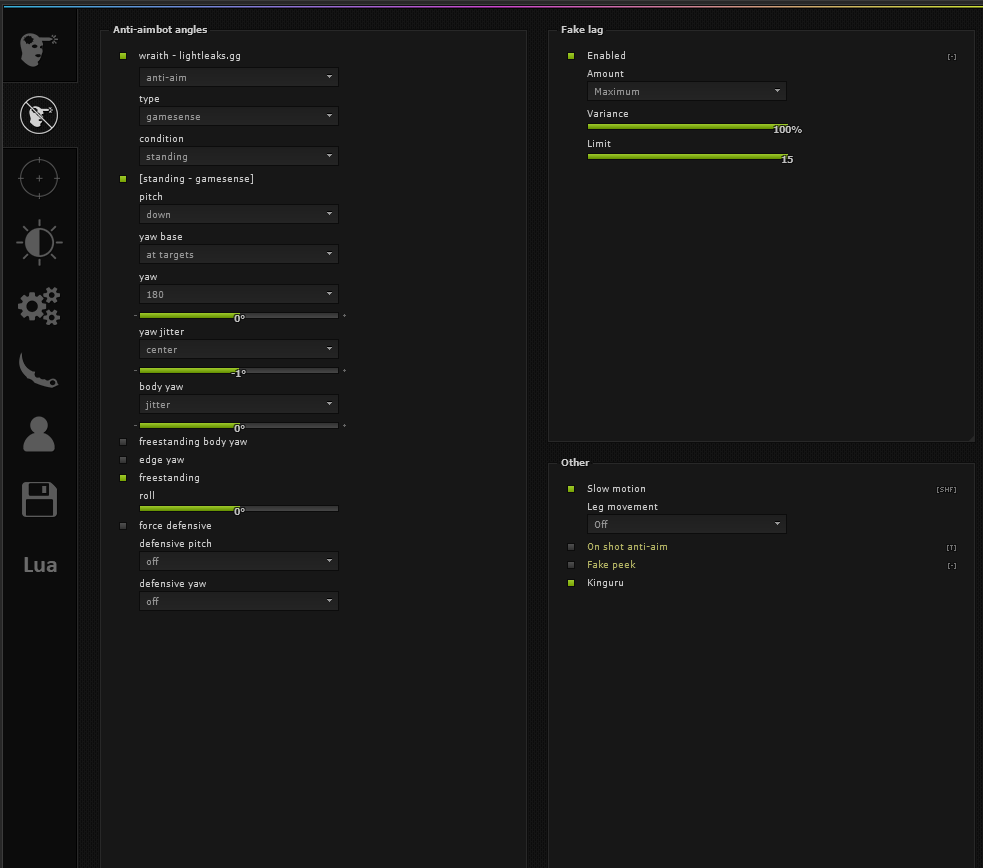 Anti-aimbot angles
wraith - lightleaks.gg
anti-aim
type
gamesense
condition
standing
[standing - gamesense]
pitch
down
yaw base
at targets
yaw
180
- 0° +
yaw jitter
center
- -1° +
body yaw
jitter
- 0° +
freestanding body yaw
edge yaw
freestanding
roll
0°
force defensive
defensive pitch
off
defensive yaw
off
Lua
Fake lag
Enabled [-]
Amount
Maximum
Variance
100%
Limit
15
Other
Slow motion [SHF]
Leg movement
Off
On shot anti-aim [T]
Fake peek [-]
Kinguru